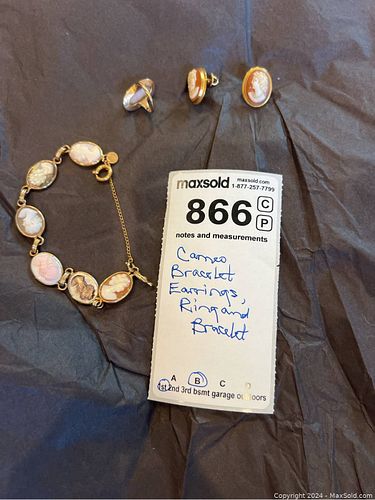 maxsold maxsold.com
1-877-257-7799
866 C
P
notes and measurements
Cameo
Bracelet
Earrings,
Ring and
Bracelet
A B C D
1st 2nd 3rd bsmt garage outdoors
Copyright © 2024 - MaxSold.com